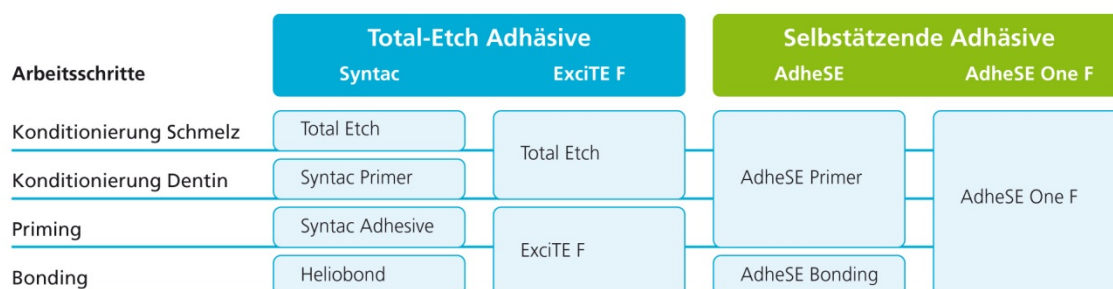 Total-Etch Adhäsive Selbstätzende Adhäsive
Arbeitsschritte Syntac ExciTE F AdheSE AdheSE One F
Konditionierung Schmelz Total Etch
Total Etch
Konditionierung Dentin Syntac Primer AdheSE Primer
AdheSE One F
Priming Syntac Adhesive
ExciTE F
Bonding Heliobond AdheSE Bonding